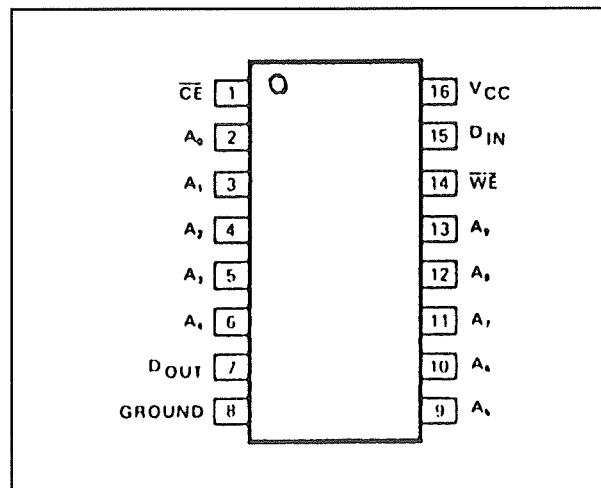 C̅E̅ 1
A₀ 2
A₁ 3
A₂ 4
A₃ 5
A₄ 6
DOUT 7
GROUND 8
16 VCC
15 DIN
14 W̅E̅
13 A₉
12 A₈
11 A₇
10 A₆
9 A₅